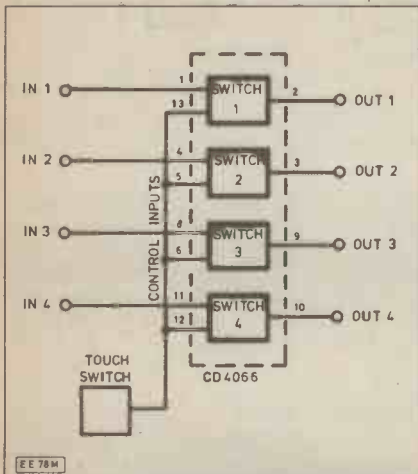 IN 1
1
SWITCH
1
2
OUT 1
13
IN 2
4
SWITCH
2
3
OUT 2
5
IN 3
8
SWITCH
3
9
OUT 3
6
IN 4
11
SWITCH
4
10
OUT 4
12
CONTROL INPUTS
TOUCH
SWITCH
CD4066
EE78M